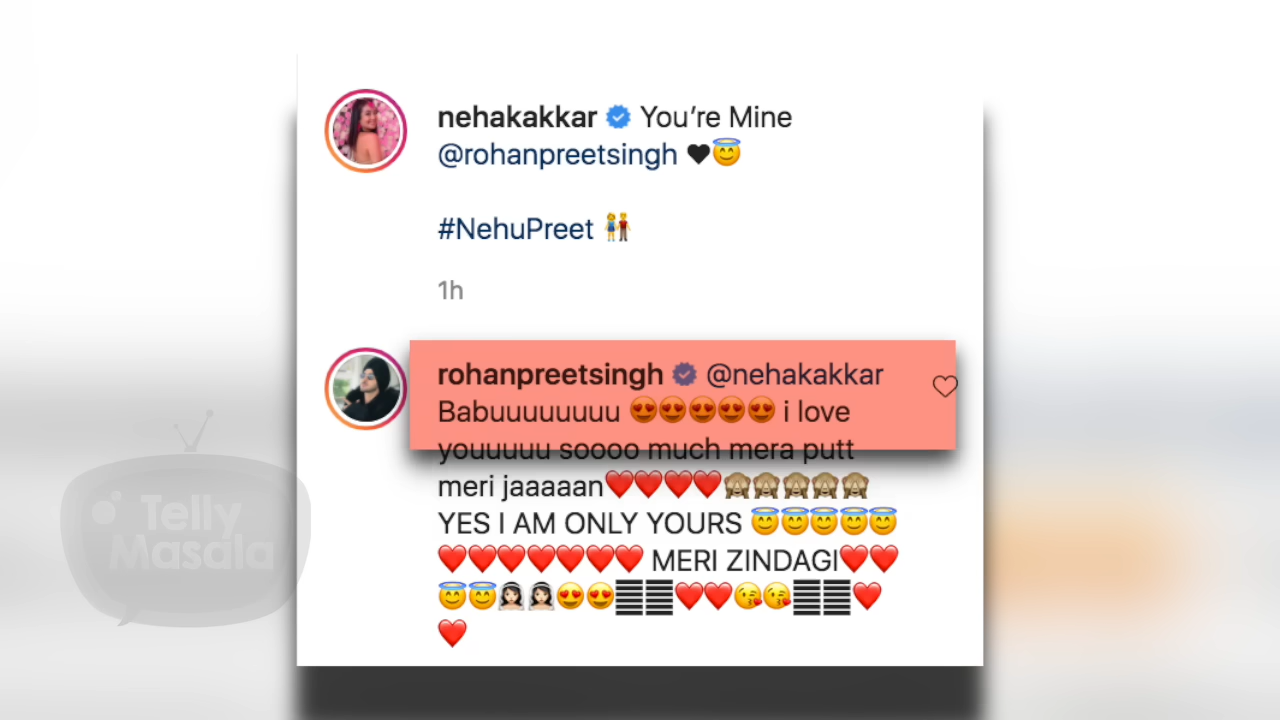 nehakakkar You're Mine
@rohanpreetsingh 🖤😇
#NehuPreet 👫
1h
rohanpreetsingh @nehakakkar
Babuuuuuuuu 😍😍😍😍😍 i love
youuuuu soooo much mera putt
meri jaaaaan❤️❤️❤️❤️🙈🙈🙈🙈🙈
YES I AM ONLY YOURS 😇😇😇😇😇
❤️❤️❤️❤️❤️❤️❤️ MERI ZINDAGI❤️❤️
😇😇👰👰😍😍❤️❤️😘😘❤️
❤️
Telly
Masala